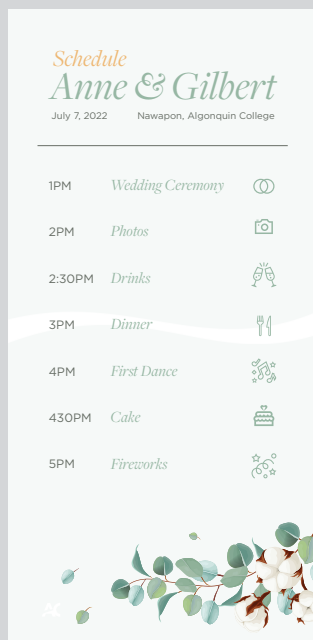 Schedule
Anne & Gilbert
July 7, 2022 Nawapon, Algonquin College
1PM Wedding Ceremony
2PM Photos
2:30PM Drinks
3PM Dinner
4PM First Dance
430PM Cake
5PM Fireworks